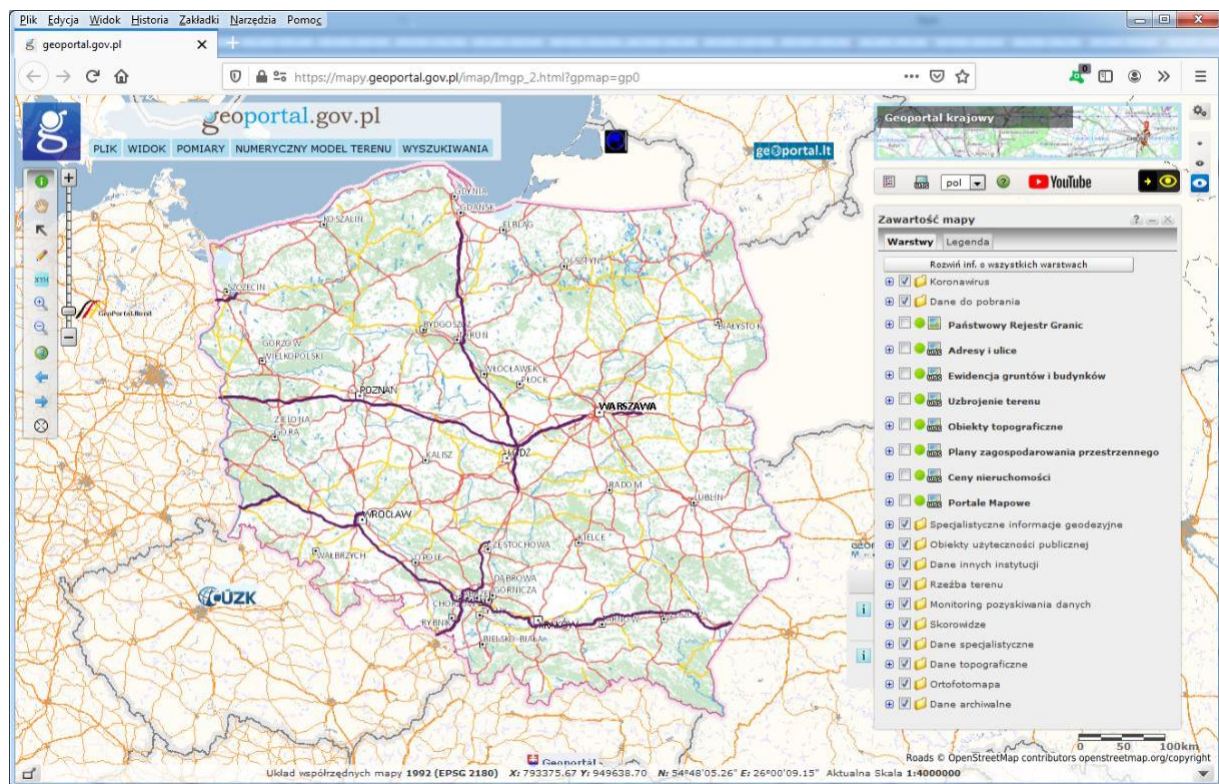 Plik Edycja Widok Historia Zakładki Narzędzia Pomoc
geoportal.gov.pl
https://mapy.geoportal.gov.pl/imap/Imgp_2.html?gpmap=gp0
geoportal.gov.pl
PLIK WIDOK POMIARY NUMERYCZNY MODEL TERENU WYSZUKIWANIA
ge@portal.lt
Geoportal krajowy
pol
YouTube
Zawartość mapy
Warstwy Legenda
Rozwiń inf. o wszystkich warstwach
Koronawirus
Dane do pobrania
Państwowy Rejestr Granic
Adresy i ulice
Ewidencja gruntów i budynków
Uzbrojenie terenu
Obiekty topograficzne
Plany zagospodarowania przestrzennego
Ceny nieruchomości
Portale Mapowe
Specjalistyczne informacje geodezyjne
Obiekty użyteczności publicznej
Dane innych instytucji
Rzeźba terenu
Monitoring pozyskiwania danych
Skorowidze
Dane specjalistyczne
Dane topograficzne
Ortofotomapa
Dane archiwalne
GDYNIA
GDAŃSK
KOSZALIN
ELBLĄG
OLSZTYN
SZCZECIN
GeoPortal.Bund
BYDGOSZCZ
TORUŃ
BIAŁYSTOK
GORZÓW
WIELKOPOLSKI
WŁOCŁAWEK
PŁOCK
POZNAŃ
WARSZAWA
ZIELONA
GÓRA
KALISZ
ŁÓDŹ
RADOM
LUBLIN
WROCŁAW
WAŁBRZYCH
OPOLE
CZĘSTOCHOWA
KIELCE
DĄBROWA
GÓRNICZA
RYBNIK
KRAKÓW
BIELSKO-BIAŁA
ČÚZK
Geoportál
0 50 100km
Roads © OpenStreetMap contributors openstreetmap.org/copyright
Układ współrzędnych mapy 1992 (EPSG 2180) X: 793375.67 Y: 949638.70 N: 54°48'05.26" E: 26°00'09.15" Aktualna Skala 1:4000000